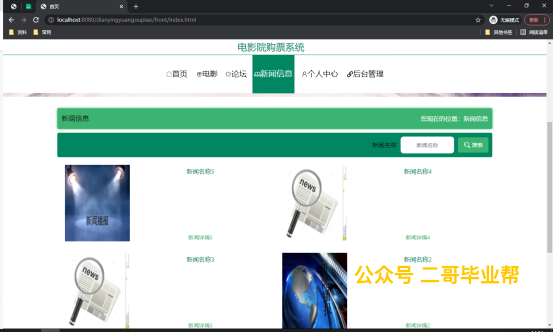 首页
localhost:8080/dianyingyuangoupiao/front/index.html
无痕模式
更新
资料
常用
其他书签
阅读清单
电影院购票系统
首页
电影
论坛
新闻信息
个人中心
后台管理
新闻信息
您现在的位置：新闻信息
新闻名称
新闻名称
搜索
新闻播报
新闻名称5
新闻详情5
news
新闻名称4
新闻详情4
news
新闻名称3
新闻详情3
新闻名称2
新闻详情2
公众号 二哥毕业帮